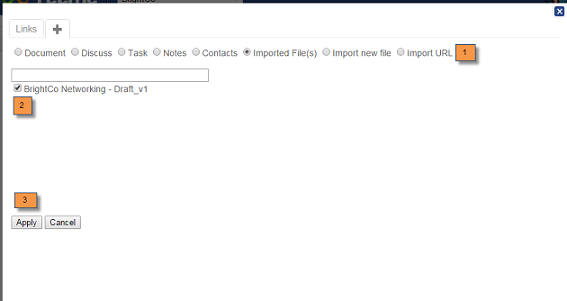 BrightCo
Links
Document Discuss Task Notes Contacts Imported File(s) Import new file Import URL 1
BrightCo Networking - Draft_v1
2
3
Apply Cancel